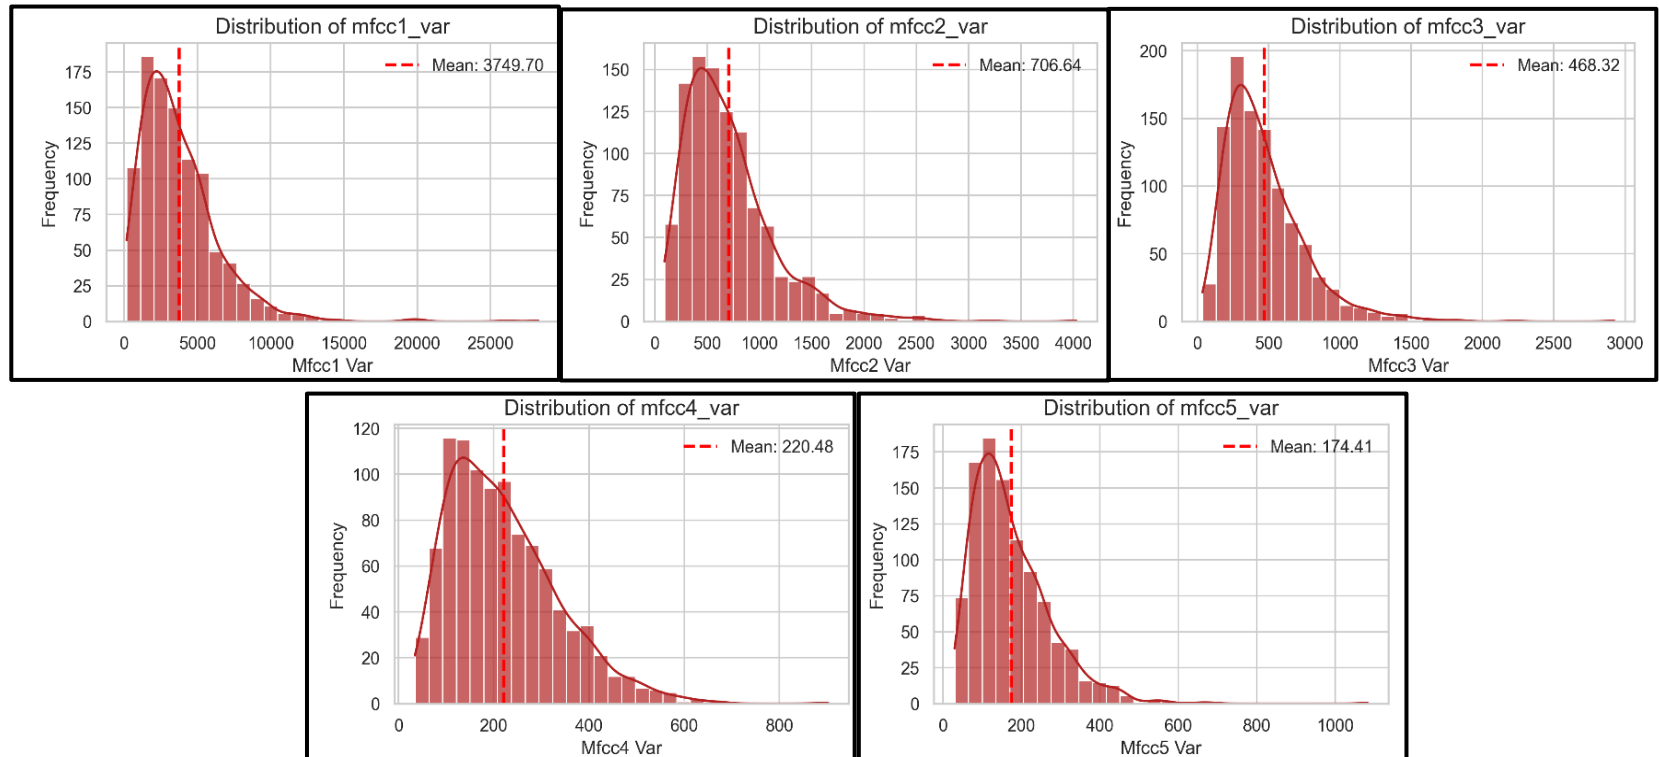 Distribution of mfcc1_var
Mean: 3749.70
Frequency
175
150
125
100
75
50
25
0
0 5000 10000 15000 20000 25000
Mfcc1 Var
Distribution of mfcc2_var
Mean: 706.64
Frequency
150
125
100
75
50
25
0
0 500 1000 1500 2000 2500 3000 3500 4000
Mfcc2 Var
Distribution of mfcc3_var
Mean: 468.32
Frequency
200
150
100
50
0
0 500 1000 1500 2000 2500 3000
Mfcc3 Var
Distribution of mfcc4_var
Mean: 220.48
Frequency
120
100
80
60
40
20
0
0 200 400 600 800
Mfcc4 Var
Distribution of mfcc5_var
Mean: 174.41
Frequency
175
150
125
100
75
50
25
0
0 200 400 600 800 1000
Mfcc5 Var